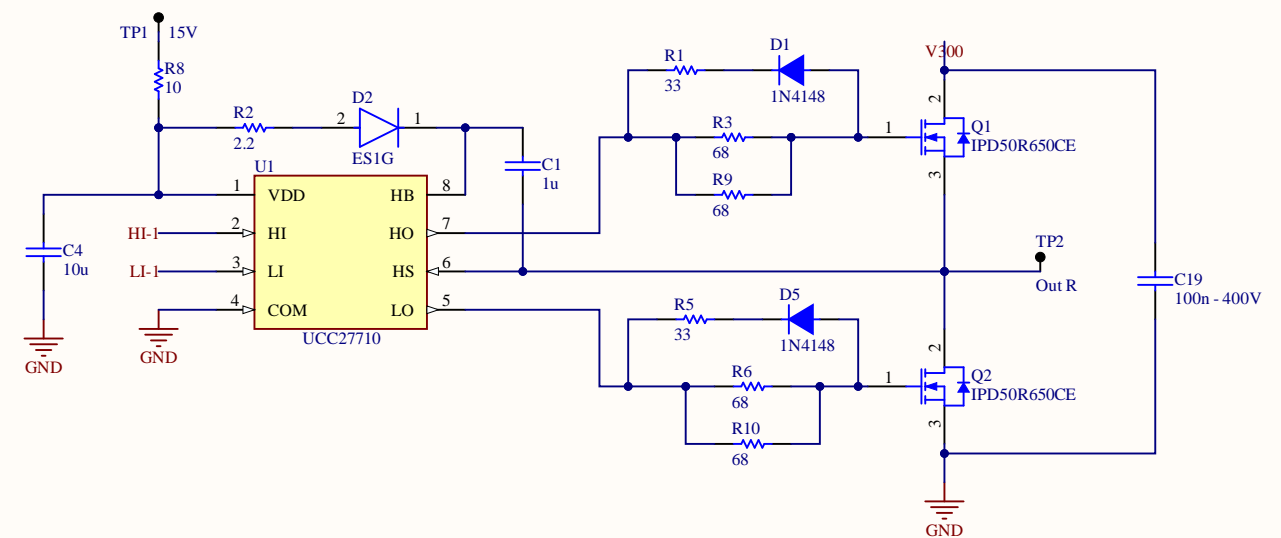 TP1 15V
R8
10
R2
2.2
2 D2 1
ES1G
U1
1 VDD
2 HI
3 LI
4 COM
HB 8
HO 7
HS 6
LO 5
UCC27710
HI-1
LI-1
C4
10u
GND
GND
C1
1u
R1
33
D1
1N4148
R3
68
R9
68
V300
1
2
3
Q1
IPD50R650CE
TP2
Out R
C19
100n - 400V
R5
33
D5
1N4148
R6
68
R10
68
1
2
3
Q2
IPD50R650CE
GND